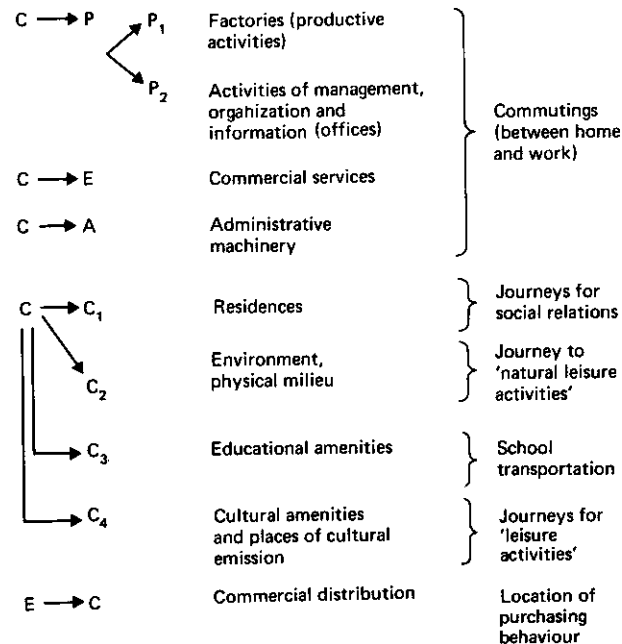 C → P
P1 Factories (productive
activities)
P2 Activities of management,
orgahization and
information (offices)
Commutings
(between home
and work)
C → E Commercial services
C → A Administrative
machinery
C → C1 Residences
Journeys for
social relations
C2 Environment,
physical milieu
Journey to
'natural leisure
activities'
C3 Educational amenities
School
transportation
C4 Cultural amenities
and places of cultural
emission
Journeys for
'leisure
activities'
E → C Commercial distribution
Location of
purchasing
behaviour